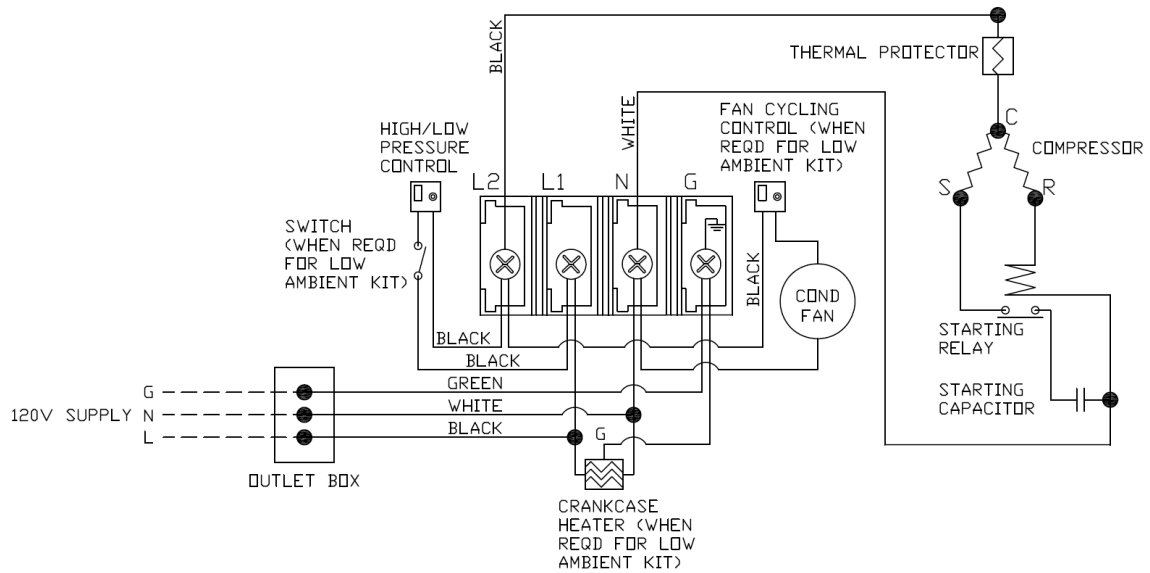 BLACK
THERMAL PROTECTOR
WHITE
FAN CYCLING
CONTROL (WHEN
REQD FOR LOW
AMBIENT KIT)
HIGH/LOW
PRESSURE
CONTROL
C
COMPRESSOR
L2
L1
N
G
S
R
SWITCH
(WHEN REQD
FOR LOW
AMBIENT KIT)
BLACK
COND
FAN
BLACK
BLACK
STARTING
RELAY
GREEN
WHITE
BLACK
G
120V SUPPLY N
L
STARTING
CAPACITOR
G
OUTLET BOX
CRANKCASE
HEATER (WHEN
REQD FOR LOW
AMBIENT KIT)